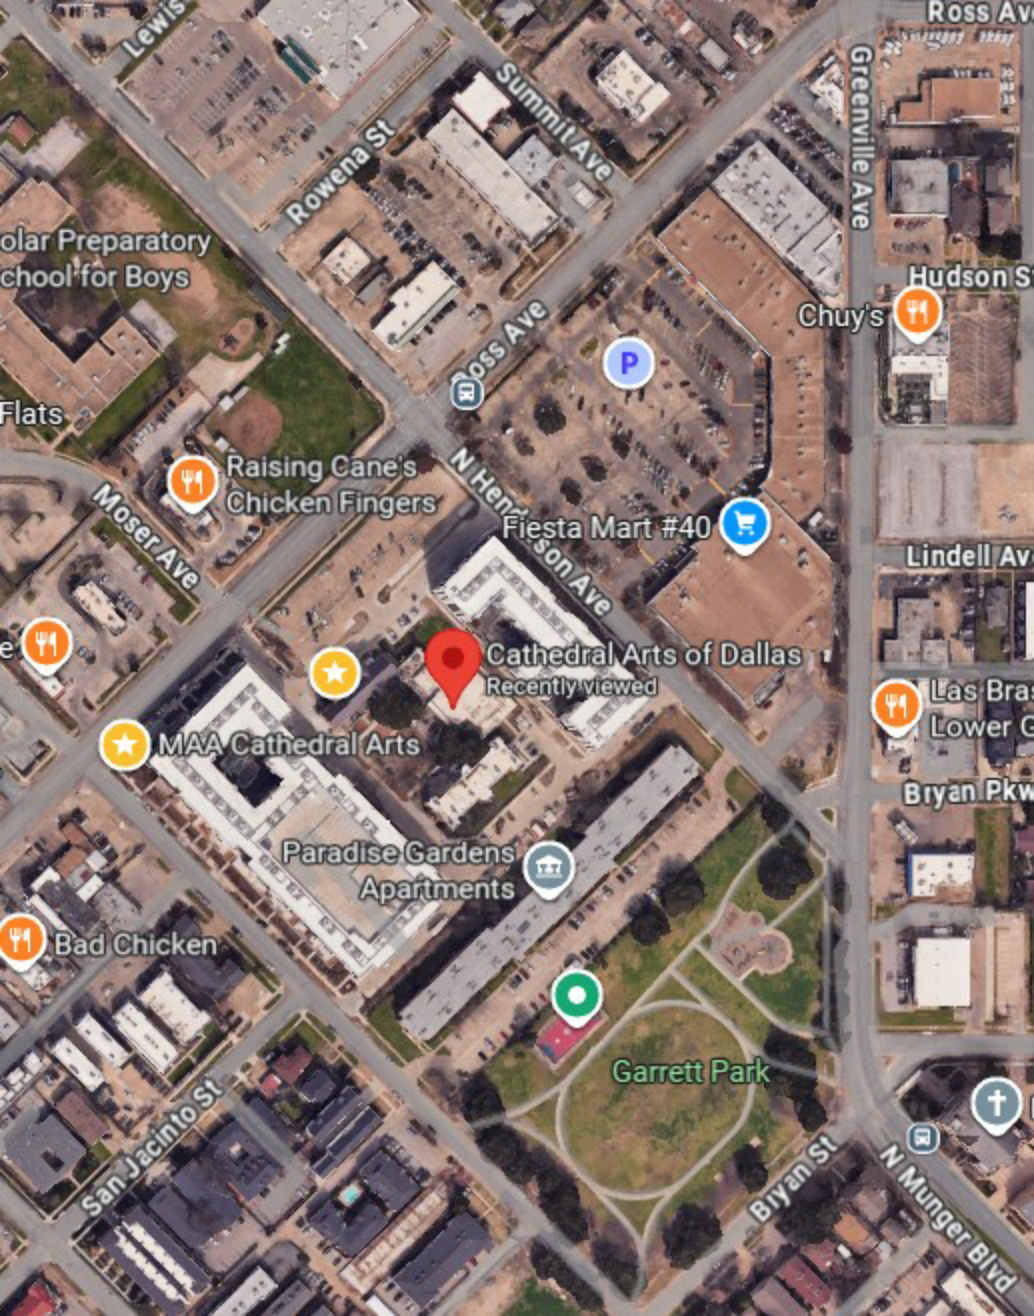 Ross Av
Lewis
Summit Ave
Greenville Ave
Rowena St
olar Preparatory
chool for Boys
Hudson S
Chuy's
Ross Ave
P
Flats
Raising Cane's
Chicken Fingers
N Henderson Ave
Moser Ave
Fiesta Mart #40
Lindell Av
e
Cathedral Arts of Dallas
Recently viewed
Las Bra
Lower G
MAA Cathedral Arts
Bryan Pkw
Paradise Gardens
Apartments
Bad Chicken
Garrett Park
San Jacinto St
Bryan St
N Munger Blvd